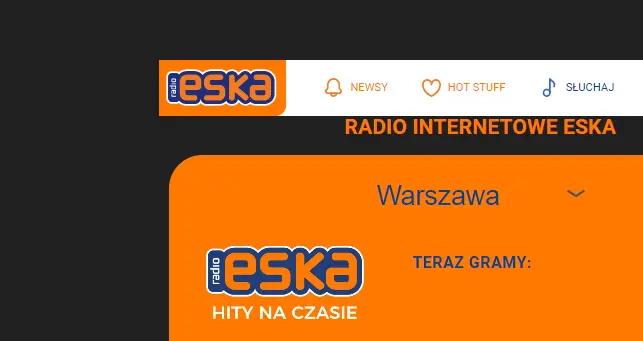 radio eska
NEWSY HOT STUFF SŁUCHAJ
RADIO INTERNETOWE ESKA
Warszawa
radio eska
HITY NA CZASIE
TERAZ GRAMY: